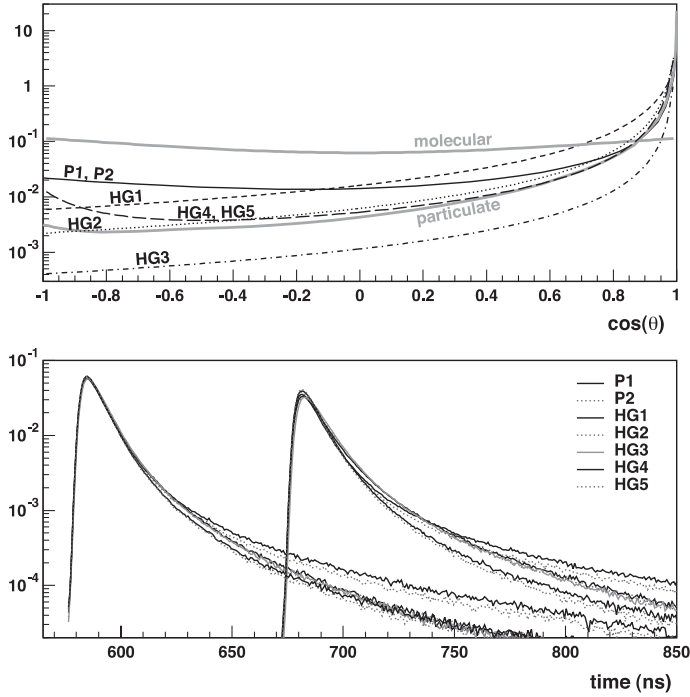 10
1
10^-1
10^-2
10^-3
molecular
P1, P2
HG1
HG4, HG5
HG2
particulate
HG3
-1 -0.8 -0.6 -0.4 -0.2 0 0.2 0.4 0.6 0.8 1
cos(θ)
10^-1
10^-2
10^-3
10^-4
P1
P2
HG1
HG2
HG3
HG4
HG5
600 650 700 750 800 850
time (ns)